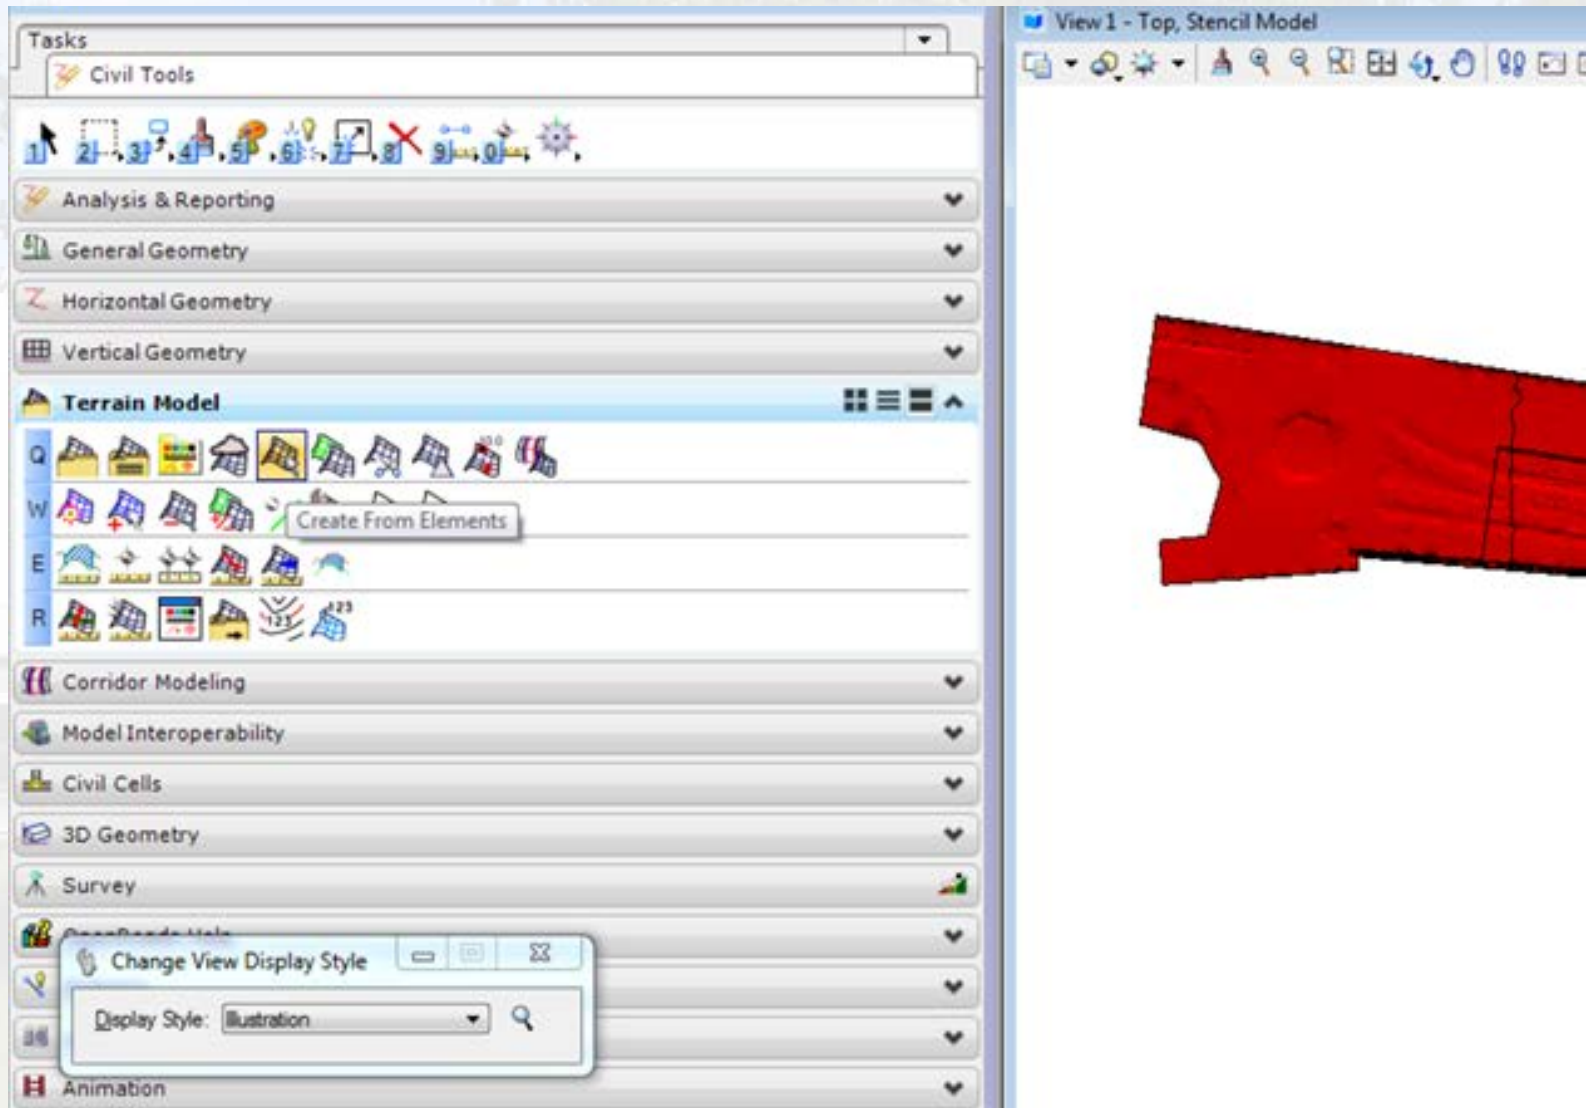 Tasks
Civil Tools
1 2 3 4 5 6 7 8 9 0
Analysis & Reporting
General Geometry
Horizontal Geometry
Vertical Geometry
Terrain Model
Q
W
Create From Elements
E
R
Corridor Modeling
Model Interoperability
Civil Cells
3D Geometry
Survey
OpenRoads Help
Change View Display Style
Display Style: Illustration
Animation
View 1 - Top, Stencil Model